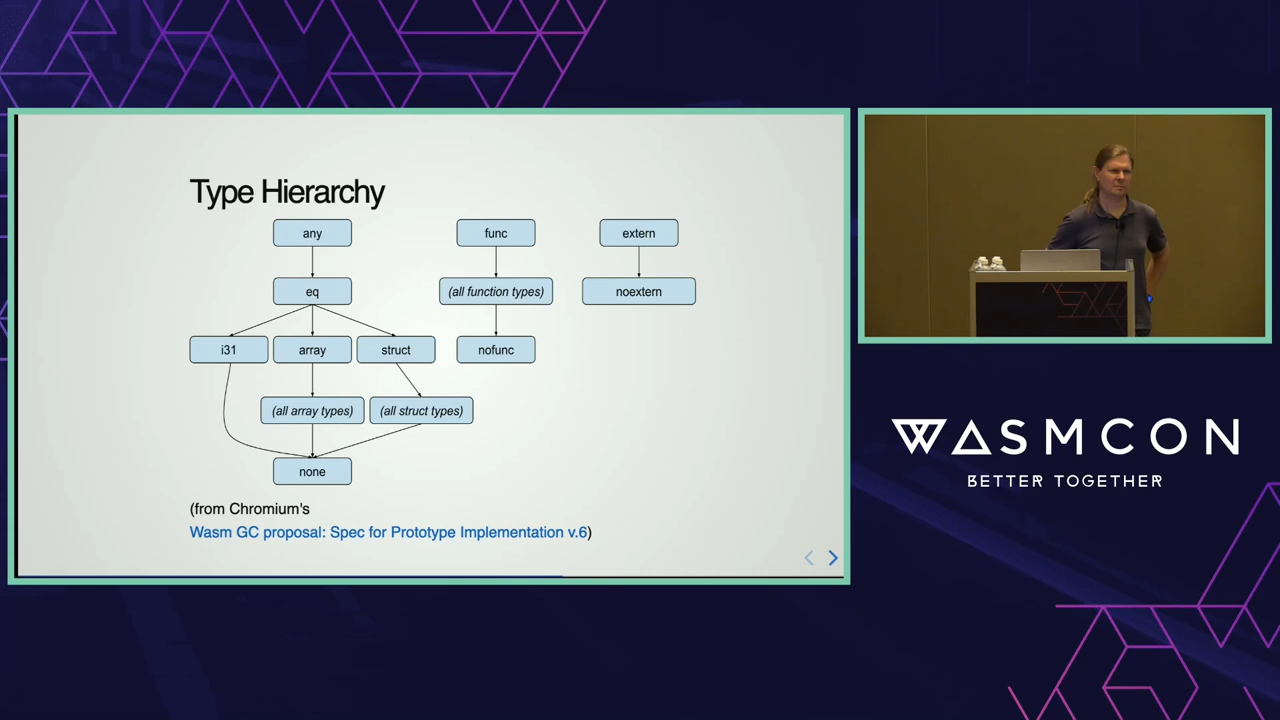 Type Hierarchy
any
func
extern
eq
(all function types)
noextern
i31
array
struct
nofunc
(all array types)
(all struct types)
none
(from Chromium's
Wasm GC proposal: Spec for Prototype Implementation v.6)
WASMCON
BETTER TOGETHER